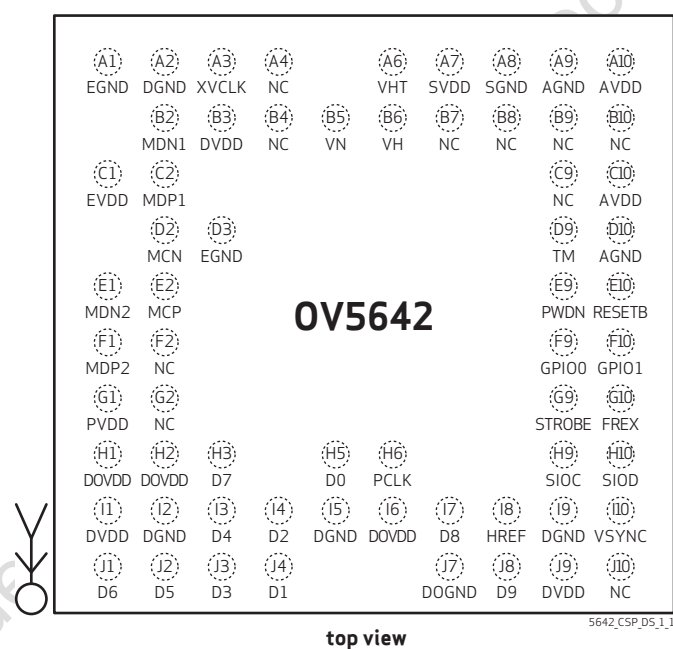 A1 A2 A3 A4 A6 A7 A8 A9 A10
EGND DGND XVCLK NC VHT SVDD SGND AGND AVDD
B2 B3 B4 B5 B6 B7 B8 B9 B10
MDN1 DVDD NC VN VH NC NC NC NC
C1 C2 C9 C10
EVDD MDP1 NC AVDD
D2 D3 D9 D10
MCN EGND TM AGND
E1 E2 E9 E10
MDN2 MCP PWDN RESETB
OV5642
F1 F2 F9 F10
MDP2 NC GPIO0 GPIO1
G1 G2 G9 G10
PVDD NC STROBE FREX
H1 H2 H3 H5 H6 H9 H10
DOVDD DOVDD D7 D0 PCLK SIOC SIOD
I1 I2 I3 I4 I5 I6 I7 I8 I9 I10
DVDD DGND D4 D2 DGND DOVDD D8 HREF DGND VSYNC
J1 J2 J3 J4 J7 J8 J9 J10
D6 D5 D3 D1 DOGND D9 DVDD NC
5642_CSP_DS_1_1
top view